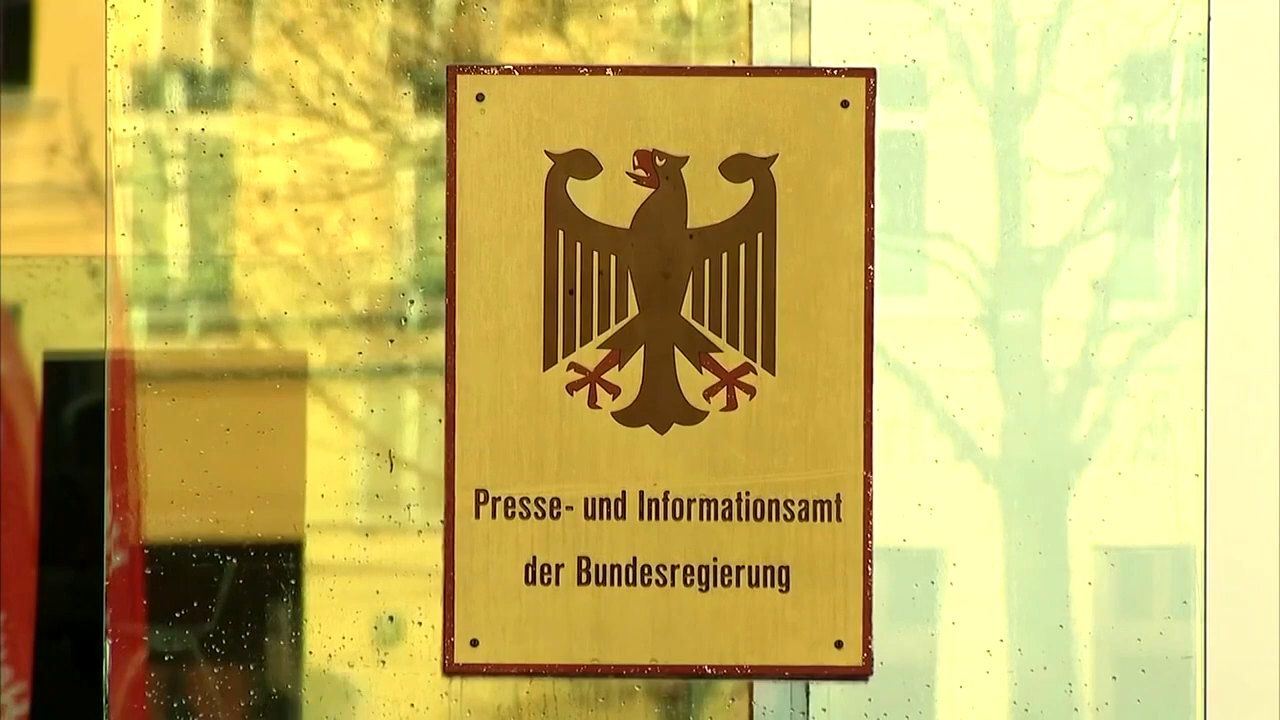 Presse- und Informationsamt
der Bundesregierung